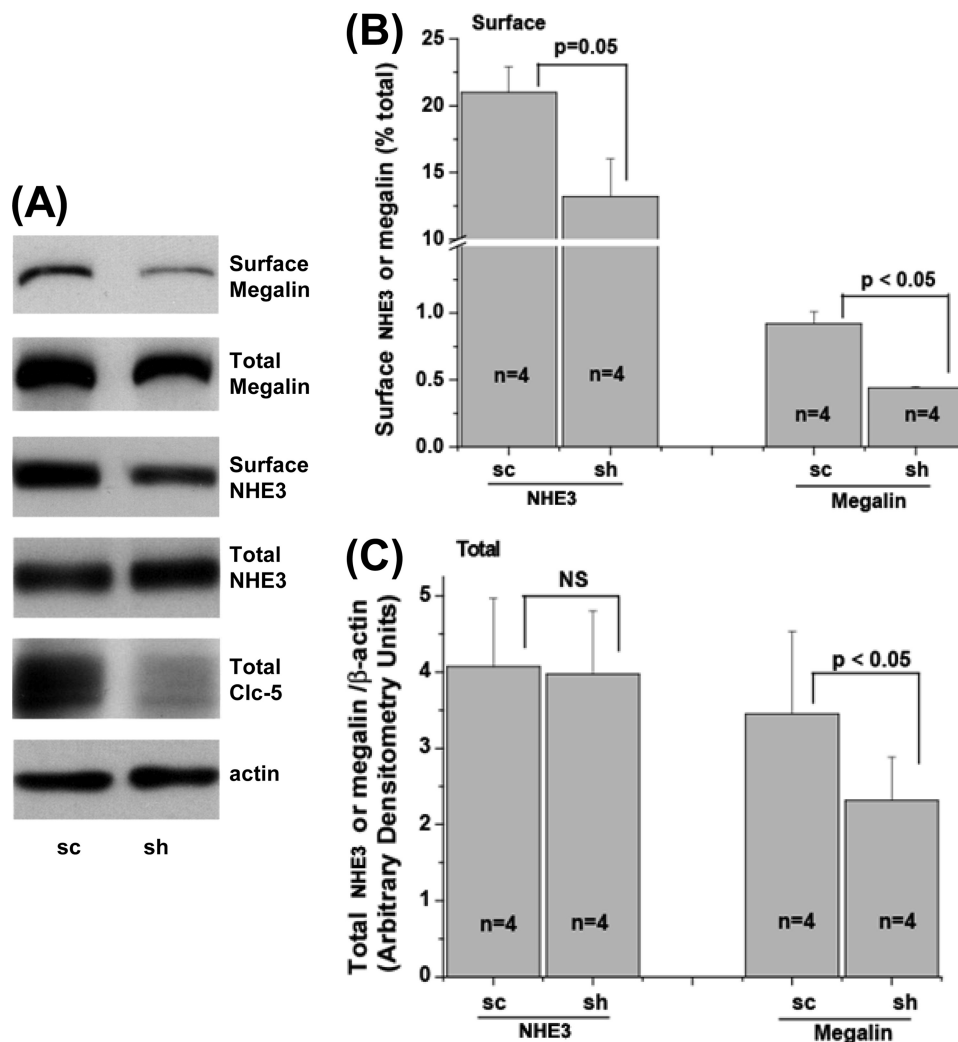 (A)
Surface
Megalin
Total
Megalin
Surface
NHE3
Total
NHE3
Total
Clc-5
actin
sc sh
(B)
Surface
Surface NHE3 or megalin (% total)
25
20
15
10
1.0
0.5
0.0
p=0.05
p < 0.05
n=4 n=4 n=4 n=4
sc sh sc sh
NHE3 Megalin
(C)
Total
Total NHE3 or megalin /β-actin
(Arbitrary Densitometry Units)
5
4
3
2
1
0
NS
p < 0.05
n=4 n=4 n=4 n=4
sc sh sc sh
NHE3 Megalin